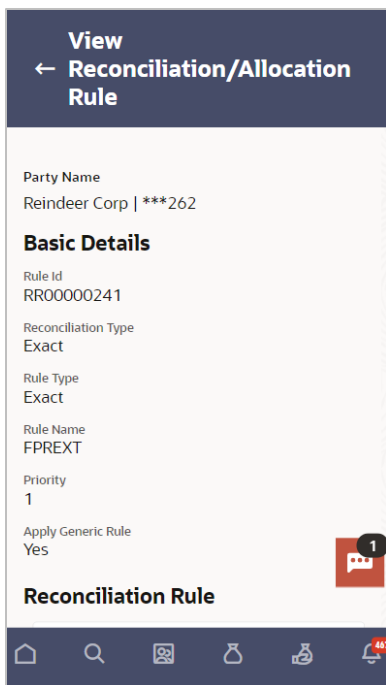 View
← Reconciliation/Allocation
Rule
Party Name
Reindeer Corp | ***262
Basic Details
Rule Id
RR00000241
Reconciliation Type
Exact
Rule Type
Exact
Rule Name
FPREXT
Priority
1
Apply Generic Rule
Yes
1
Reconciliation Rule